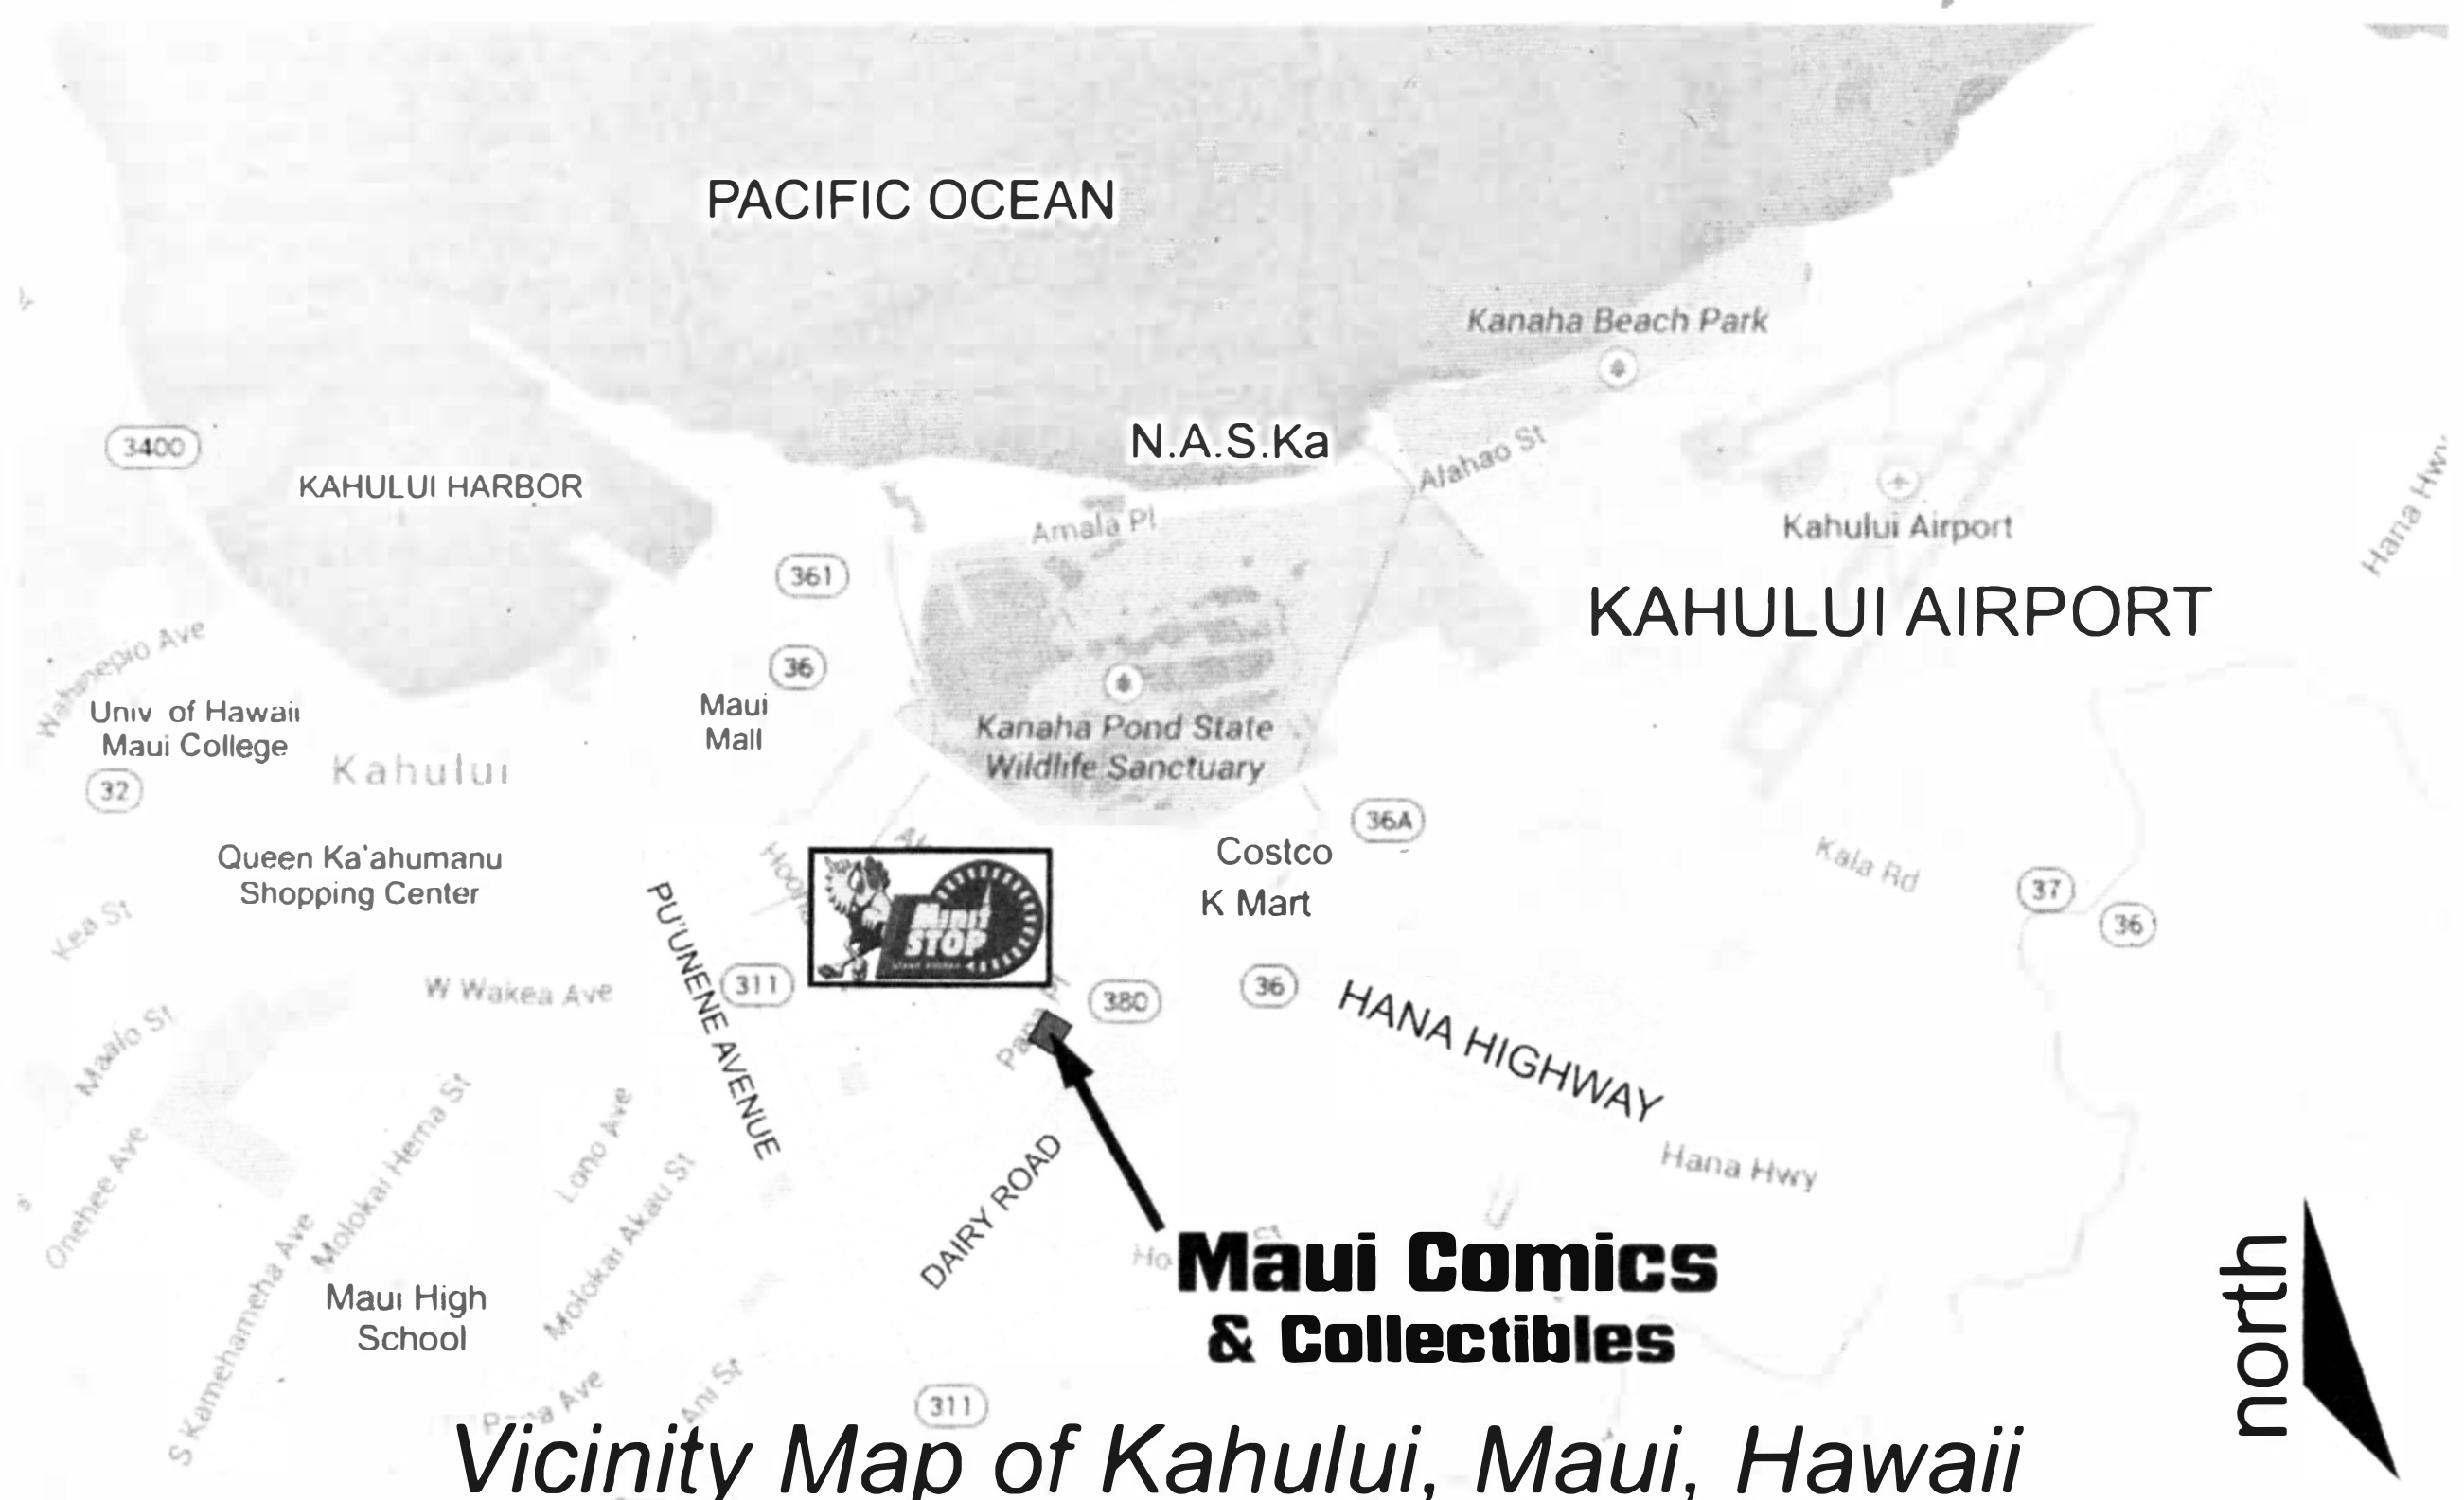 PACIFIC OCEAN
Kanaha Beach Park
N.A.S.Ka
Alahao St
3400
KAHULUI HARBOR
Amala Pl
Kahului Airport
Hana Hwy
361
KAHULUI AIRPORT
36
Maui
Mall
Univ of Hawaii
Maui College
Kanaha Pond State
Wildlife Sanctuary
Kahului
32
36A
Costco
K Mart
Kala Rd
37
36
Queen Ka'ahumanu
Shopping Center
Kea St
PU'UNENE AVENUE
Minit
STOP
W Wakea Ave
311
380
36
HANA HIGHWAY
Maalo St
Hana Hwy
Onehee Ave
Molokai Hema St
Lono Ave
Molokai Akau St
DAIRY ROAD
S Kamehameha Ave
Maui High
School
Maui Comics
& Collectibles
north
Ave
Ani St
311
Vicinity Map of Kahului, Maui, Hawaii